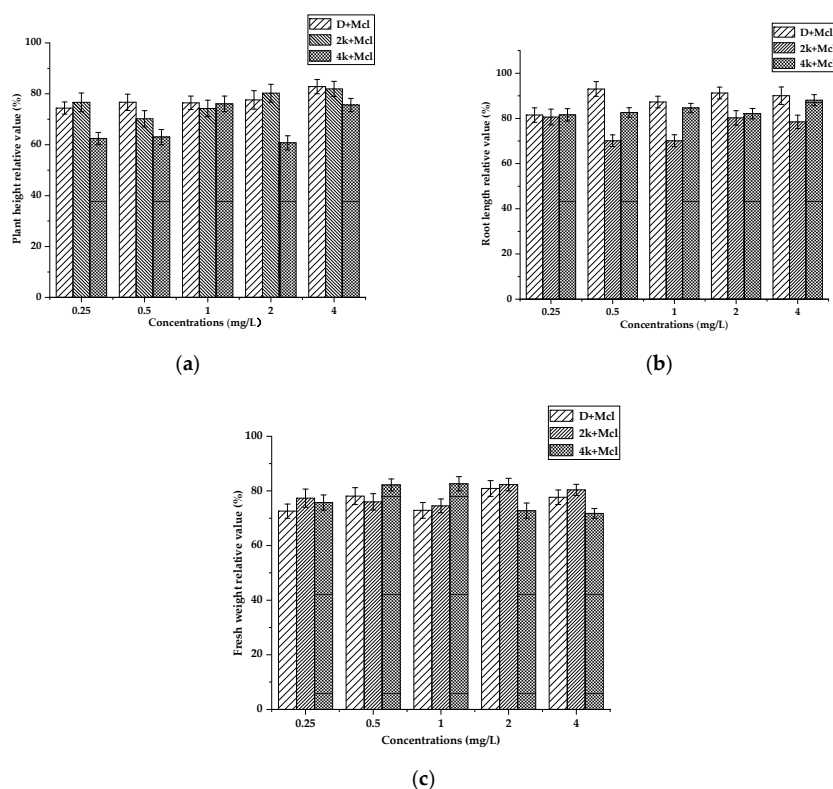 D+Mcl
2k+Mcl
4k+Mcl
100
80
60
40
20
0
Plant height relative value (%)
0.25 0.5 1 2 4
Concentrations (mg/L)
(a)
D+Mcl
2k+Mcl
4k+Mcl
100
80
60
40
20
0
Root length relative value (%)
0.25 0.5 1 2 4
Concentrations (mg/L)
(b)
D+Mcl
2k+Mcl
4k+Mcl
100
80
60
40
20
0
Fresh weight relative value (%)
0.25 0.5 1 2 4
Concentrations (mg/L)
(c)